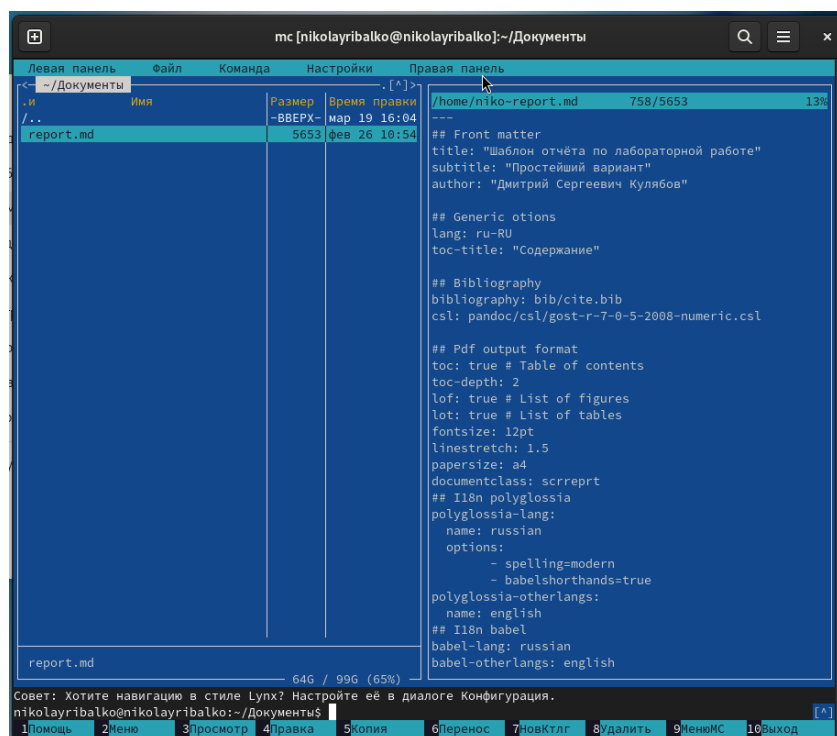 mc [nikolayribalko@nikolayribalko]:~/Документы
Левая панель Файл Команда Настройки Правая панель
<— ~/Документы .[^]>
.и Имя Размер Время правки
/.. -ВВЕРХ- мар 19 16:04
report.md 5653 фев 26 10:54
report.md
64G / 99G (65%)
/home/niko~report.md 758/5653 13%
---
## Front matter
title: "Шаблон отчёта по лабораторной работе"
subtitle: "Простейший вариант"
author: "Дмитрий Сергеевич Кулябов"
## Generic otions
lang: ru-RU
toc-title: "Содержание"
## Bibliography
bibliography: bib/cite.bib
csl: pandoc/csl/gost-r-7-0-5-2008-numeric.csl
## Pdf output format
toc: true # Table of contents
toc-depth: 2
lof: true # List of figures
lot: true # List of tables
fontsize: 12pt
linestretch: 1.5
papersize: a4
documentclass: scrreprt
## I18n polyglossia
polyglossia-lang:
name: russian
options:
- spelling=modern
- babelshorthands=true
polyglossia-otherlangs:
name: english
## I18n babel
babel-lang: russian
babel-otherlangs: english
Совет: Хотите навигацию в стиле Lynx? Настройте её в диалоге Конфигурация.
nikolayribalko@nikolayribalko:~/Документы$ [^]
1Помощь 2Меню 3Просмотр 4Правка 5Копия 6Перенос 7НовКтлг 8Удалить 9МенюМС 10Выход